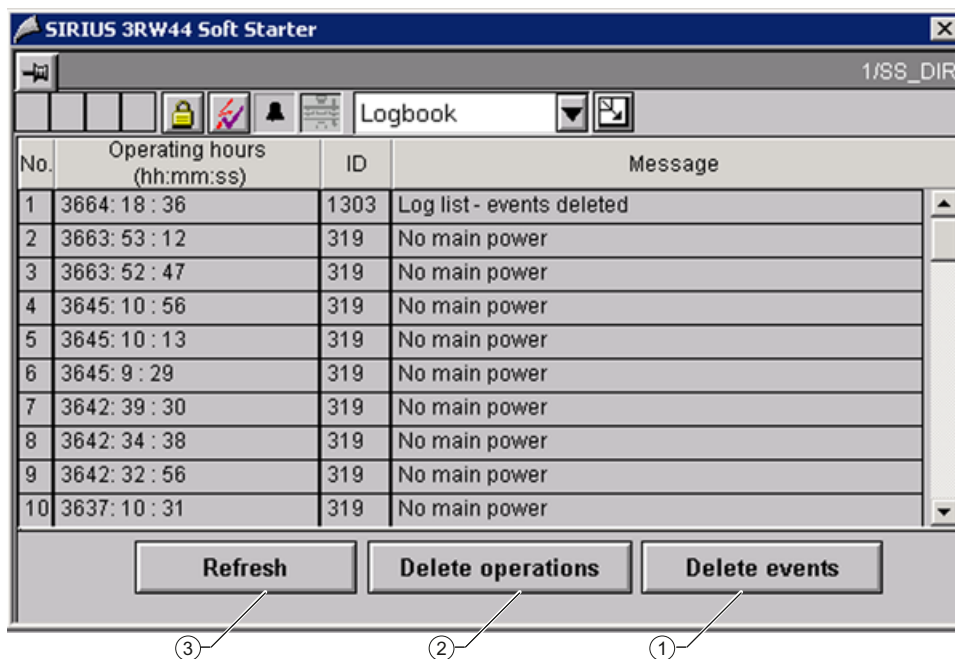 SIRIUS 3RW44 Soft Starter
1/SS_DIR
Logbook
No. Operating hours (hh:mm:ss) ID Message
1 3664: 18 : 36 1303 Log list - events deleted
2 3663: 53 : 12 319 No main power
3 3663: 52 : 47 319 No main power
4 3645: 10 : 56 319 No main power
5 3645: 10 : 13 319 No main power
6 3645: 9 : 29 319 No main power
7 3642: 39 : 30 319 No main power
8 3642: 34 : 38 319 No main power
9 3642: 32 : 56 319 No main power
10 3637: 10 : 31 319 No main power
Refresh Delete operations Delete events
3 2 1